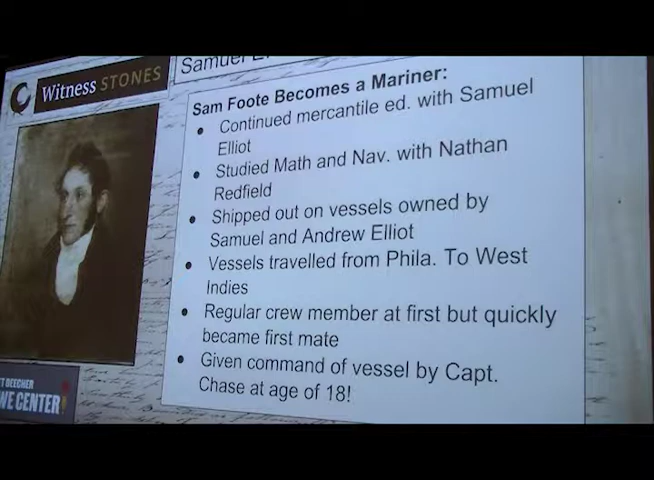 Witness STONES
Samuel
Sam Foote Becomes a Mariner:
● Continued mercantile ed. with Samuel
Elliot
● Studied Math and Nav. with Nathan
Redfield
● Shipped out on vessels owned by
Samuel and Andrew Elliot
● Vessels travelled from Phila. To West
Indies
● Regular crew member at first but quickly
became first mate
● Given command of vessel by Capt.
Chase at age of 18!
BEECHER
CENTER